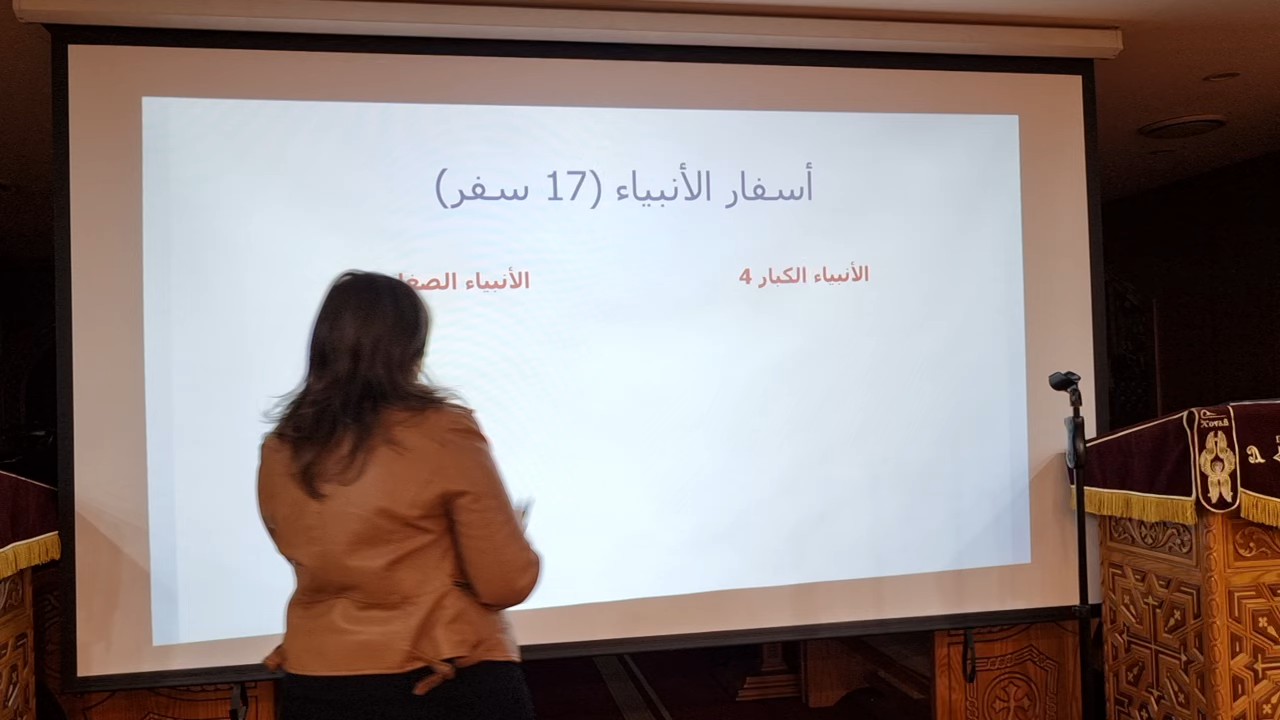 أسفار الأنبياء (17 سفر)
الأنبياء الكبار 4
الأنبياء